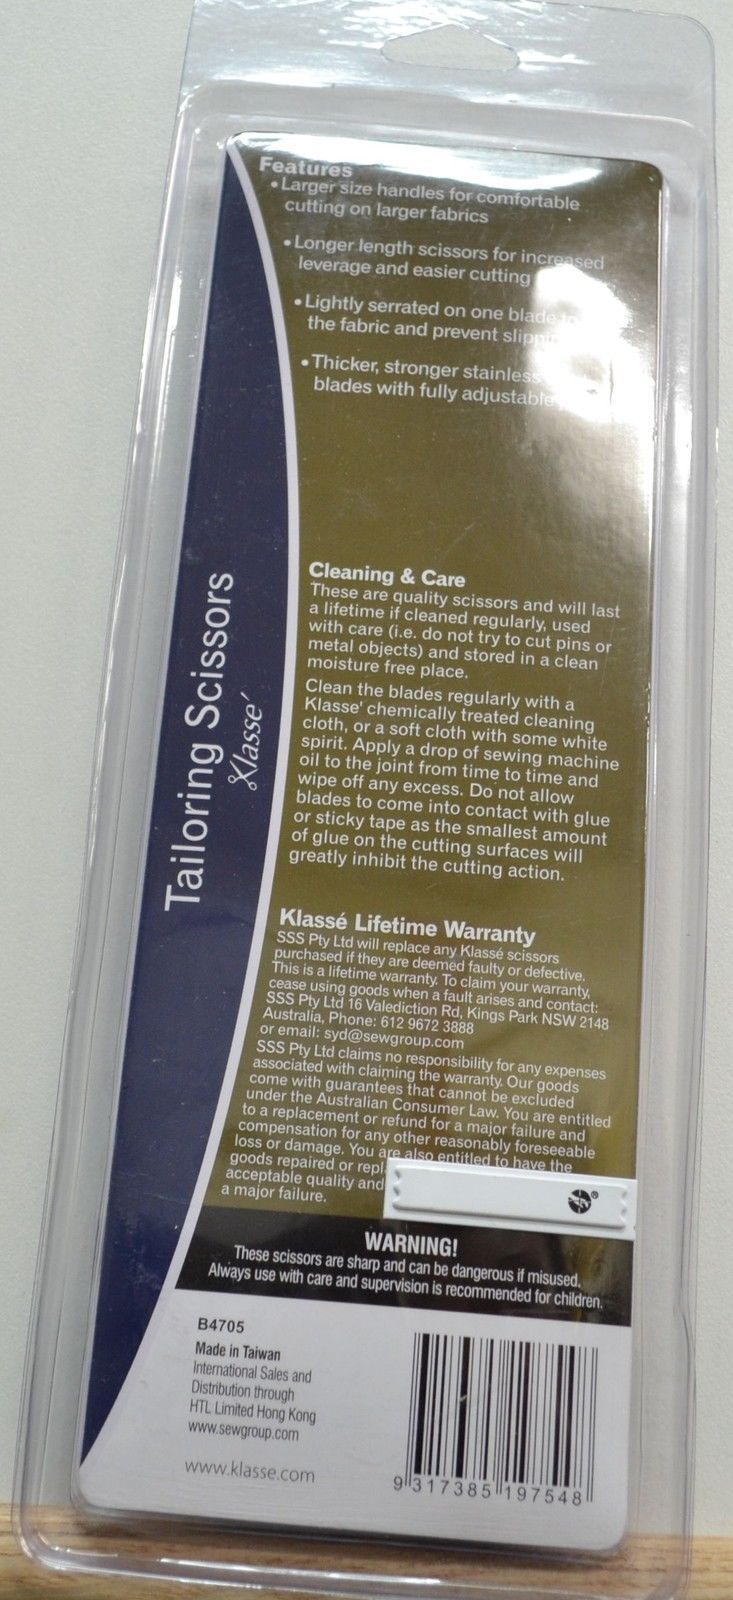 Features
• Larger size handles for comfortable
cutting on larger fabrics
• Longer length scissors for increased
leverage and easier cutting
• Lightly serrated on one blade to
the fabric and prevent
• Thicker, stronger stainless
blades with fully adjustable
Cleaning & Care
These are quality scissors and will last
a lifetime if cleaned regularly, used
with care (i.e. do not try to cut pins or
metal objects) and stored in a clean
moisture free place.
Clean the blades regularly with a
Klasse' chemically treated cleaning
cloth, or a soft cloth with some white
spirit. Apply a drop of sewing machine
oil to the joint from time to time and
wipe off any excess. Do not allow
blades to come into contact with glue
or sticky tape as the smallest amount
of glue on the cutting surfaces will
greatly inhibit the cutting action.
Tailoring Scissors
Klasse'
Klassé Lifetime Warranty
SSS Pty Ltd will replace any Klassé scissors
purchased if they are deemed faulty or defective.
This is a lifetime warranty. To claim your warranty,
cease using goods when a fault arises and contact:
SSS Pty Ltd 16 Valediction Rd, Kings Park NSW 2148
Australia, Phone: 612 9672 3888
or email: syd@sewgroup.com
SSS Pty Ltd claims no responsibility for any expenses
associated with claiming the warranty. Our goods
come with guarantees that cannot be excluded
under the Australian Consumer Law. You are entitled
to a replacement or refund for a major failure and
compensation for any other reasonably foreseeable
loss or damage. You are also entitled to have the
goods repaired or
acceptable quality and
a major failure.
®
WARNING!
These scissors are sharp and can be dangerous if misused.
Always use with care and supervision is recommended for children.
B4705
Made in Taiwan
International Sales and
Distribution through
HTL Limited Hong Kong
www.sewgroup.com
www.klasse.com
9 317385 197548